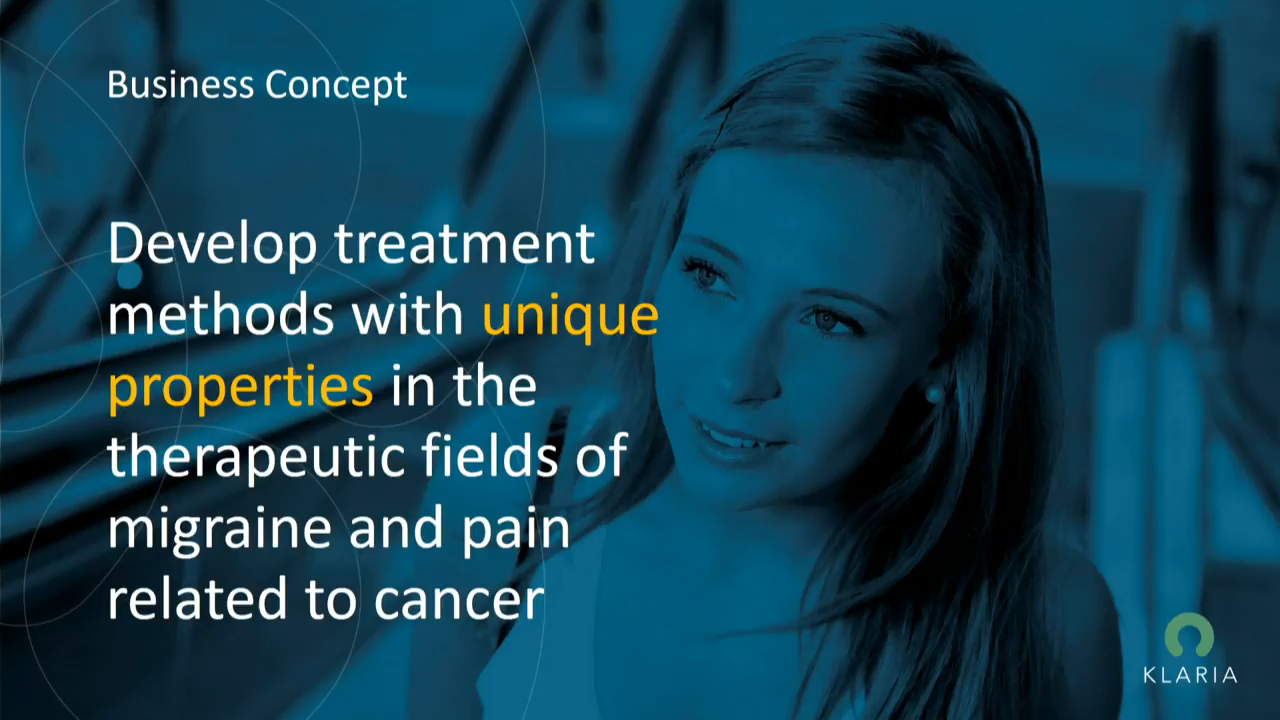 Business Concept
Develop treatment
methods with unique
properties in the
therapeutic fields of
migraine and pain
related to cancer
KLARIA